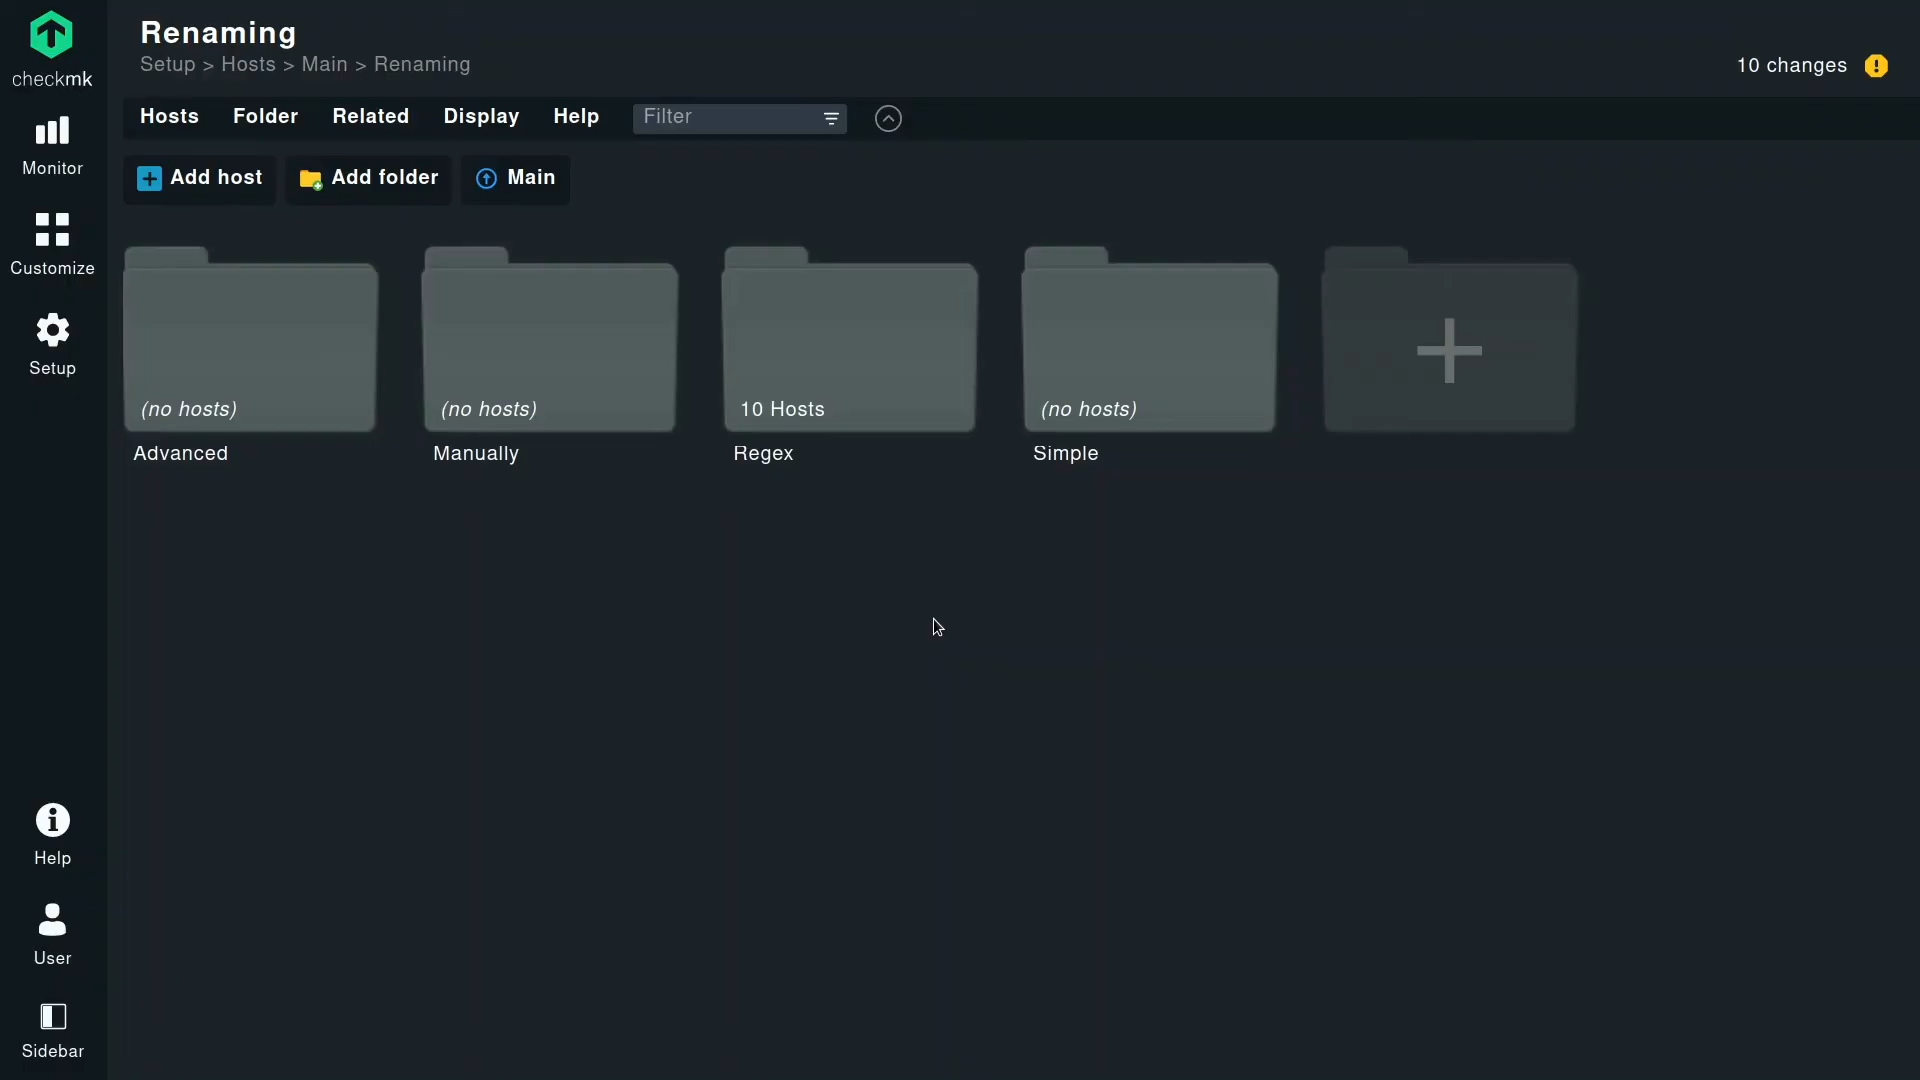 checkmk
Renaming
Setup > Hosts > Main > Renaming
10 changes
Hosts
Folder
Related
Display
Help
Filter
Add host
Add folder
Main
Monitor
Customize
Setup
(no hosts)
Advanced
(no hosts)
Manually
10 Hosts
Regex
(no hosts)
Simple
Help
User
Sidebar